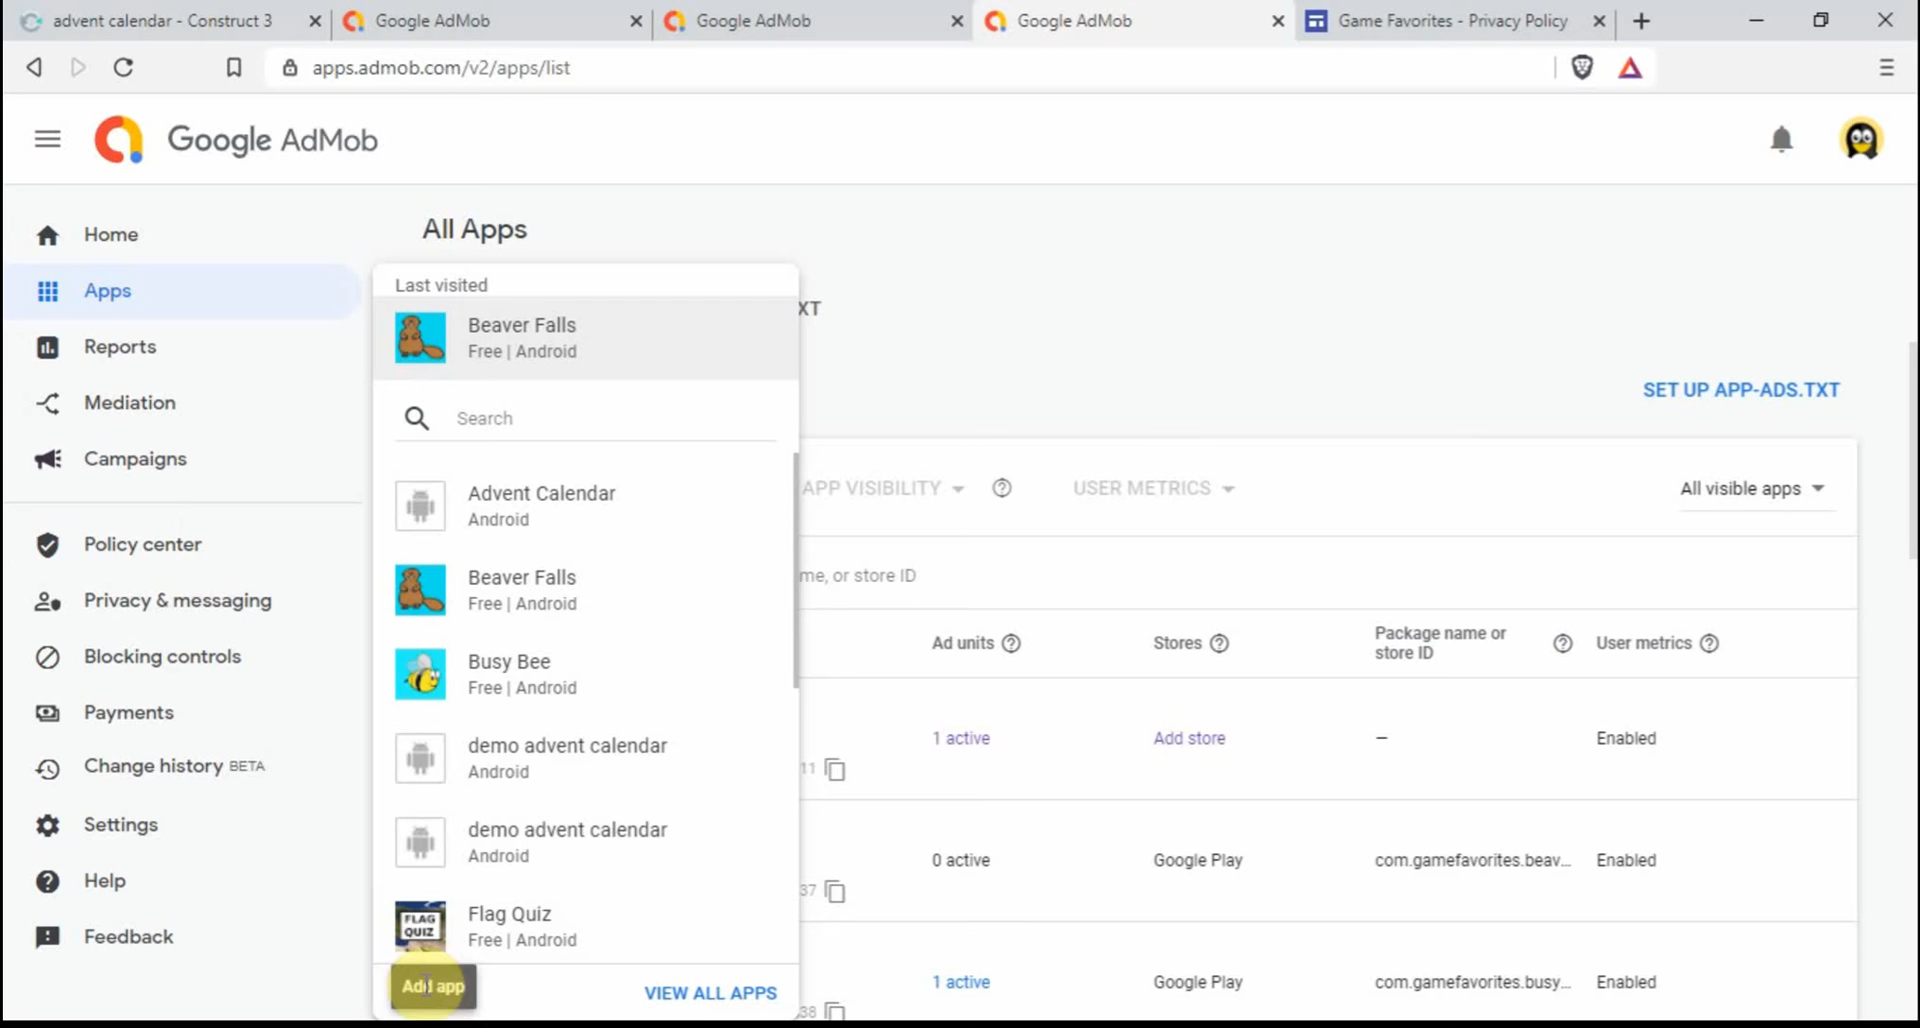 advent calendar - Construct 3
Google AdMob
Google AdMob
Google AdMob
Game Favorites - Privacy Policy
apps.admob.com/v2/apps/list
Google AdMob
Home
Apps
Reports
Mediation
Campaigns
Policy center
Privacy & messaging
Blocking controls
Payments
Change history BETA
Settings
Help
Feedback
All Apps
Last visited
Beaver Falls
Free | Android
Search
Advent Calendar
Android
Beaver Falls
Free | Android
Busy Bee
Free | Android
demo advent calendar
Android
demo advent calendar
Android
FLAG
QUIZ
Flag Quiz
Free | Android
Add app
VIEW ALL APPS
XT
SET UP APP-ADS.TXT
APP VISIBILITY
USER METRICS
All visible apps
me, or store ID
Ad units
Stores
Package name or
store ID
User metrics
1 active
Add store
–
Enabled
11
0 active
Google Play
com.gamefavorites.beav...
Enabled
37
1 active
Google Play
com.gamefavorites.busy...
Enabled
38